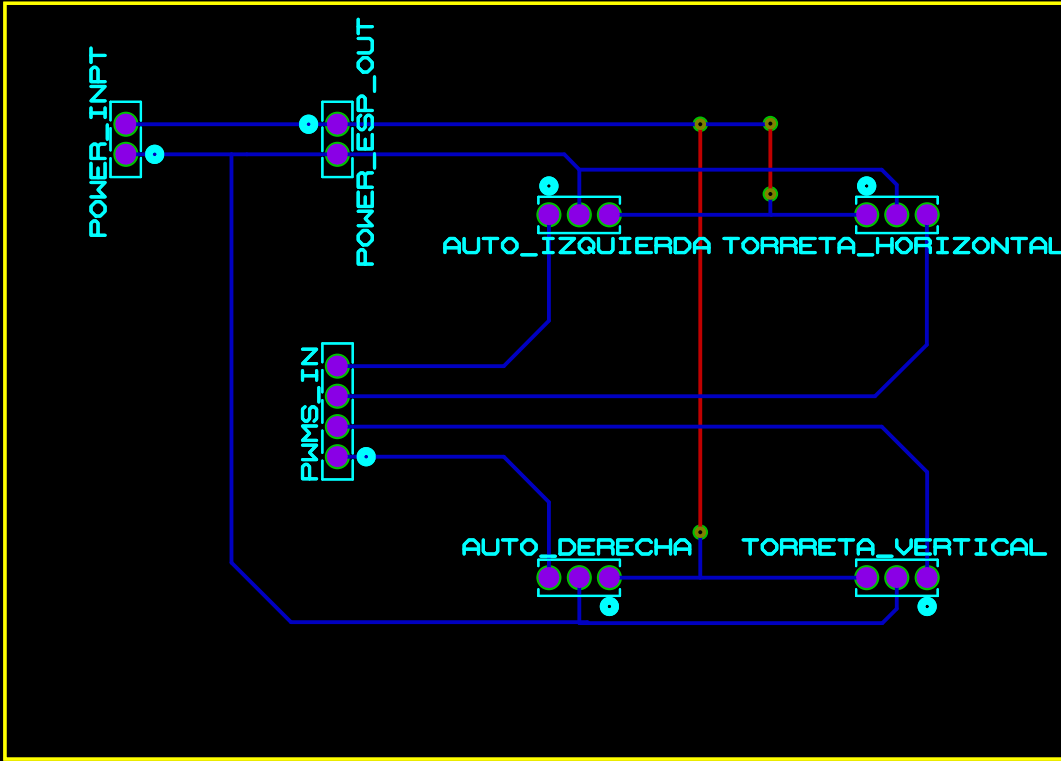 POWER_INPT
POWER_ESP_OUT
AUTO_IZQUIERDA
TORRETA_HORIZONTAL
PWMS_IN
AUTO_DERECHA
TORRETA_VERTICAL